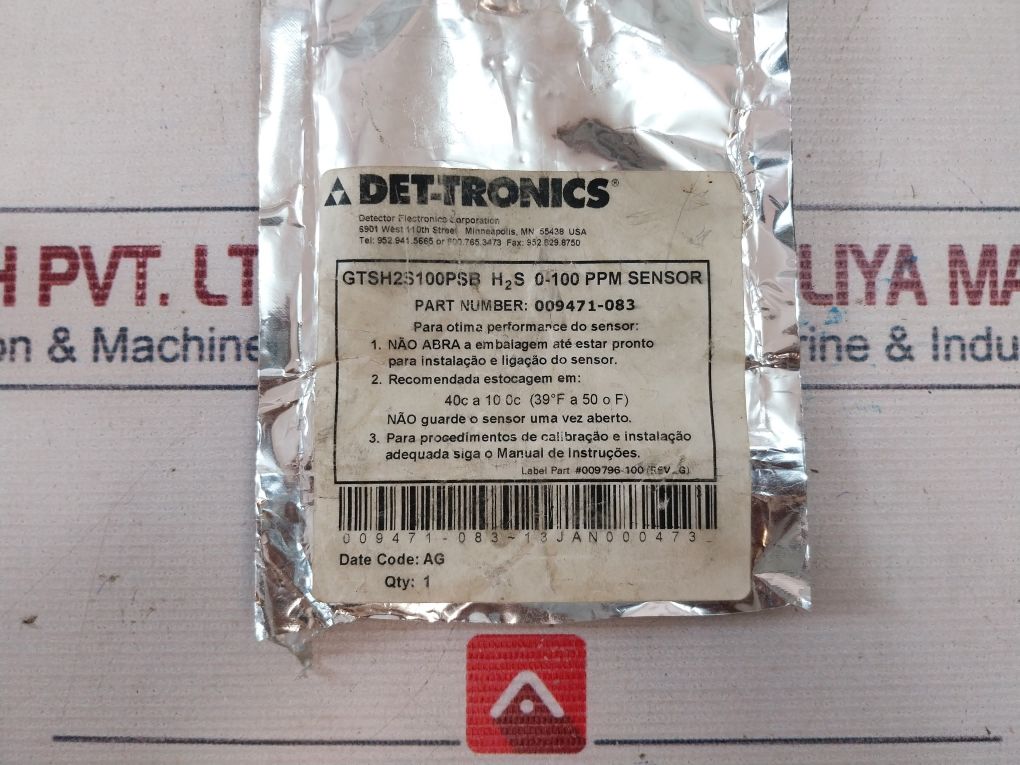 DET-TRONICS®
Detector Electronics Corporation
6901 West 110th Street Minneapolis, MN 55438 USA
Tel: 952.941.5665 or 800.765.3473 Fax: 952.829.8750
GTSH2S100PSB H₂S 0-100 PPM SENSOR
PART NUMBER: 009471-083
Para otima performance do sensor:
1. NÃO ABRA a embalagem até estar pronto
para instalação e ligação do sensor.
2. Recomendada estocagem em:
40c a 10 0c (39°F a 50 o F)
NÃO guarde o sensor uma vez aberto.
3. Para procedimentos de calibração e instalação
adequada siga o Manual de Instruções.
Label Part #009796-100 (REV G)
009471-083-13JAN000473
Date Code: AG
Qty: 1
H PVT. LT
LIYA MA
on & Machine
rine & Indu